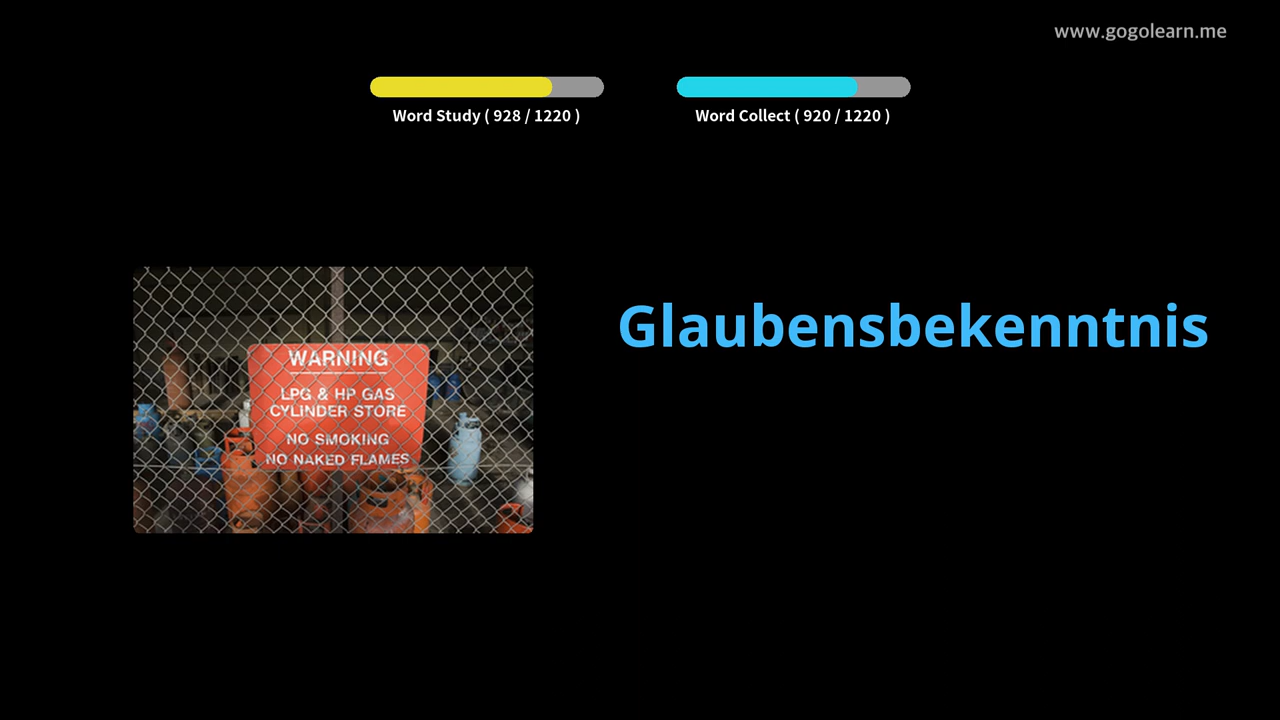 www.gogolearn.me
Word Study ( 928 / 1220 )
Word Collect ( 920 / 1220 )
Glaubensbekenntnis
WARNING
LPG & HP GAS
CYLINDER STORE
NO SMOKING
NO NAKED FLAMES